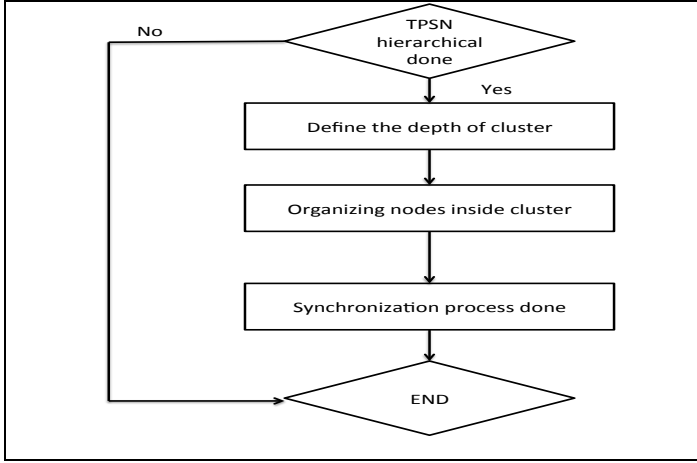 TPSN
hierarchical
done
No
Yes
Define the depth of cluster
Organizing nodes inside cluster
Synchronization process done
END